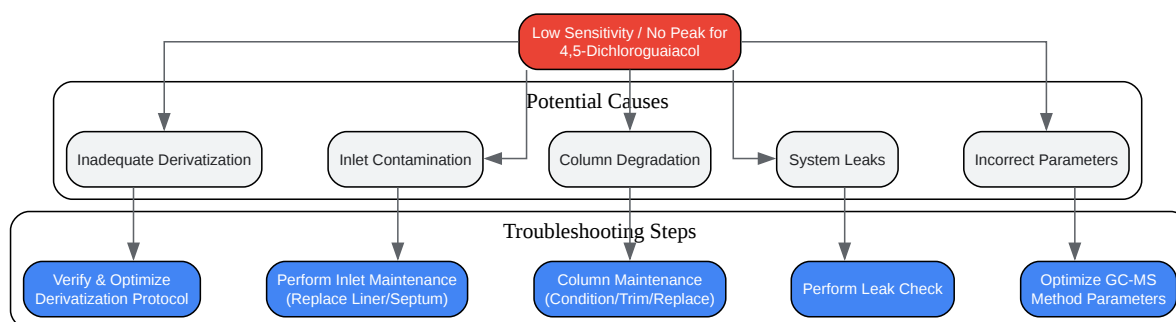 Low Sensitivity / No Peak for
4,5-Dichloroguaiacol
Potential Causes
Inadequate Derivatization
Inlet Contamination
Column Degradation
System Leaks
Incorrect Parameters
Troubleshooting Steps
Verify & Optimize
Derivatization Protocol
Perform Inlet Maintenance
(Replace Liner/Septum)
Column Maintenance
(Condition/Trim/Replace)
Perform Leak Check
Optimize GC-MS
Method Parameters